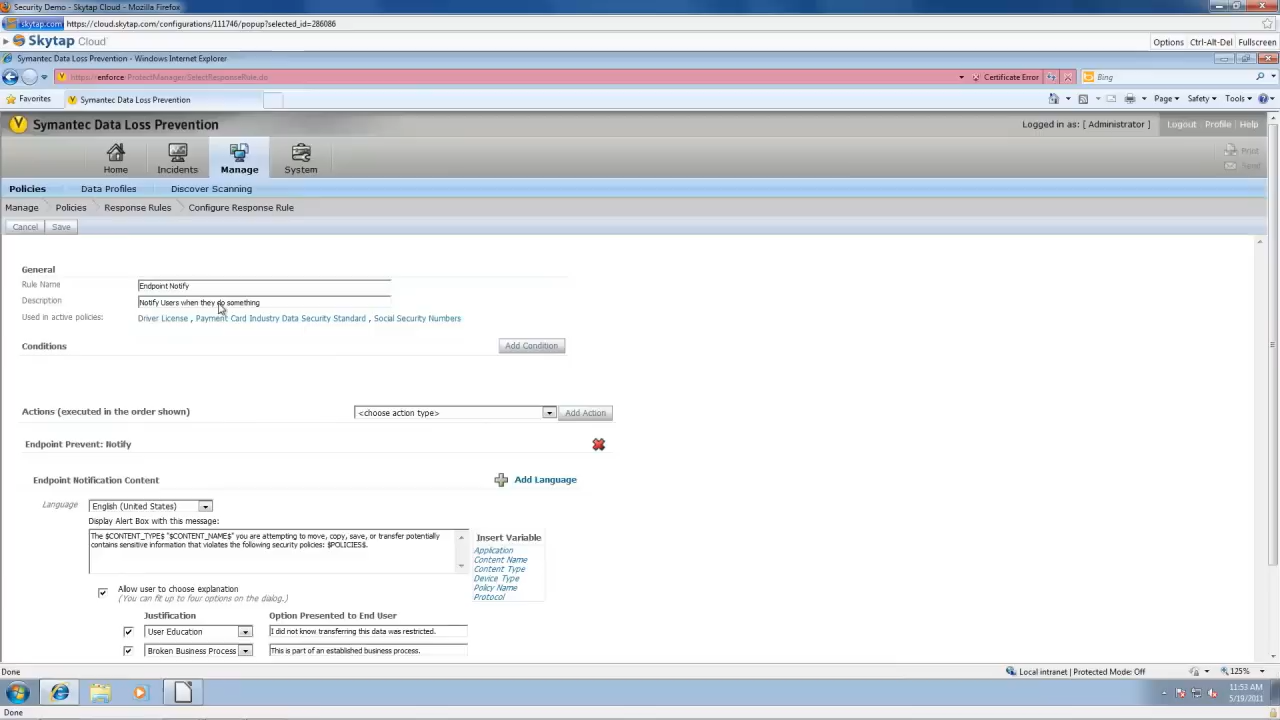 Security Demo - Skytap Cloud - Mozilla Firefox
skytap.com https://cloud.skytap.com/configurations/111746/popup?selected_id=286086
Skytap Cloud
Options Ctrl-Alt-Del Fullscreen
Symantec Data Loss Prevention - Windows Internet Explorer
https://enforce/ProtectManager/SelectResponseRule.do Certificate Error Bing
Favorites Symantec Data Loss Prevention Page Safety Tools
Symantec Data Loss Prevention Logged in as: [ Administrator ] Logout Profile Help
Home Incidents Manage System
Print
Send
Policies Data Profiles Discover Scanning
Manage Policies Response Rules Configure Response Rule
Cancel Save
General
Rule Name Endpoint Notify
Description Notify Users when they do something
Used in active policies: Driver License , Payment Card Industry Data Security Standard , Social Security Numbers
Conditions Add Condition
Actions (executed in the order shown) <choose action type> Add Action
Endpoint Prevent: Notify
Endpoint Notification Content Add Language
Language English (United States)
Display Alert Box with this message:
The $CONTENT_TYPE$ "$CONTENT_NAME$" you are attempting to move, copy, save, or transfer potentially
contains sensitive information that violates the following security policies: $POLICIES$.
Insert Variable
Application
Content Name
Content Type
Device Type
Policy Name
Protocol
Allow user to choose explanation
(You can fit up to four options on the dialog.)
Justification Option Presented to End User
User Education I did not know transferring this data was restricted.
Broken Business Process This is part of an established business process.
Done Local intranet | Protected Mode: Off 125%
11:53 AM
5/19/2011
Done